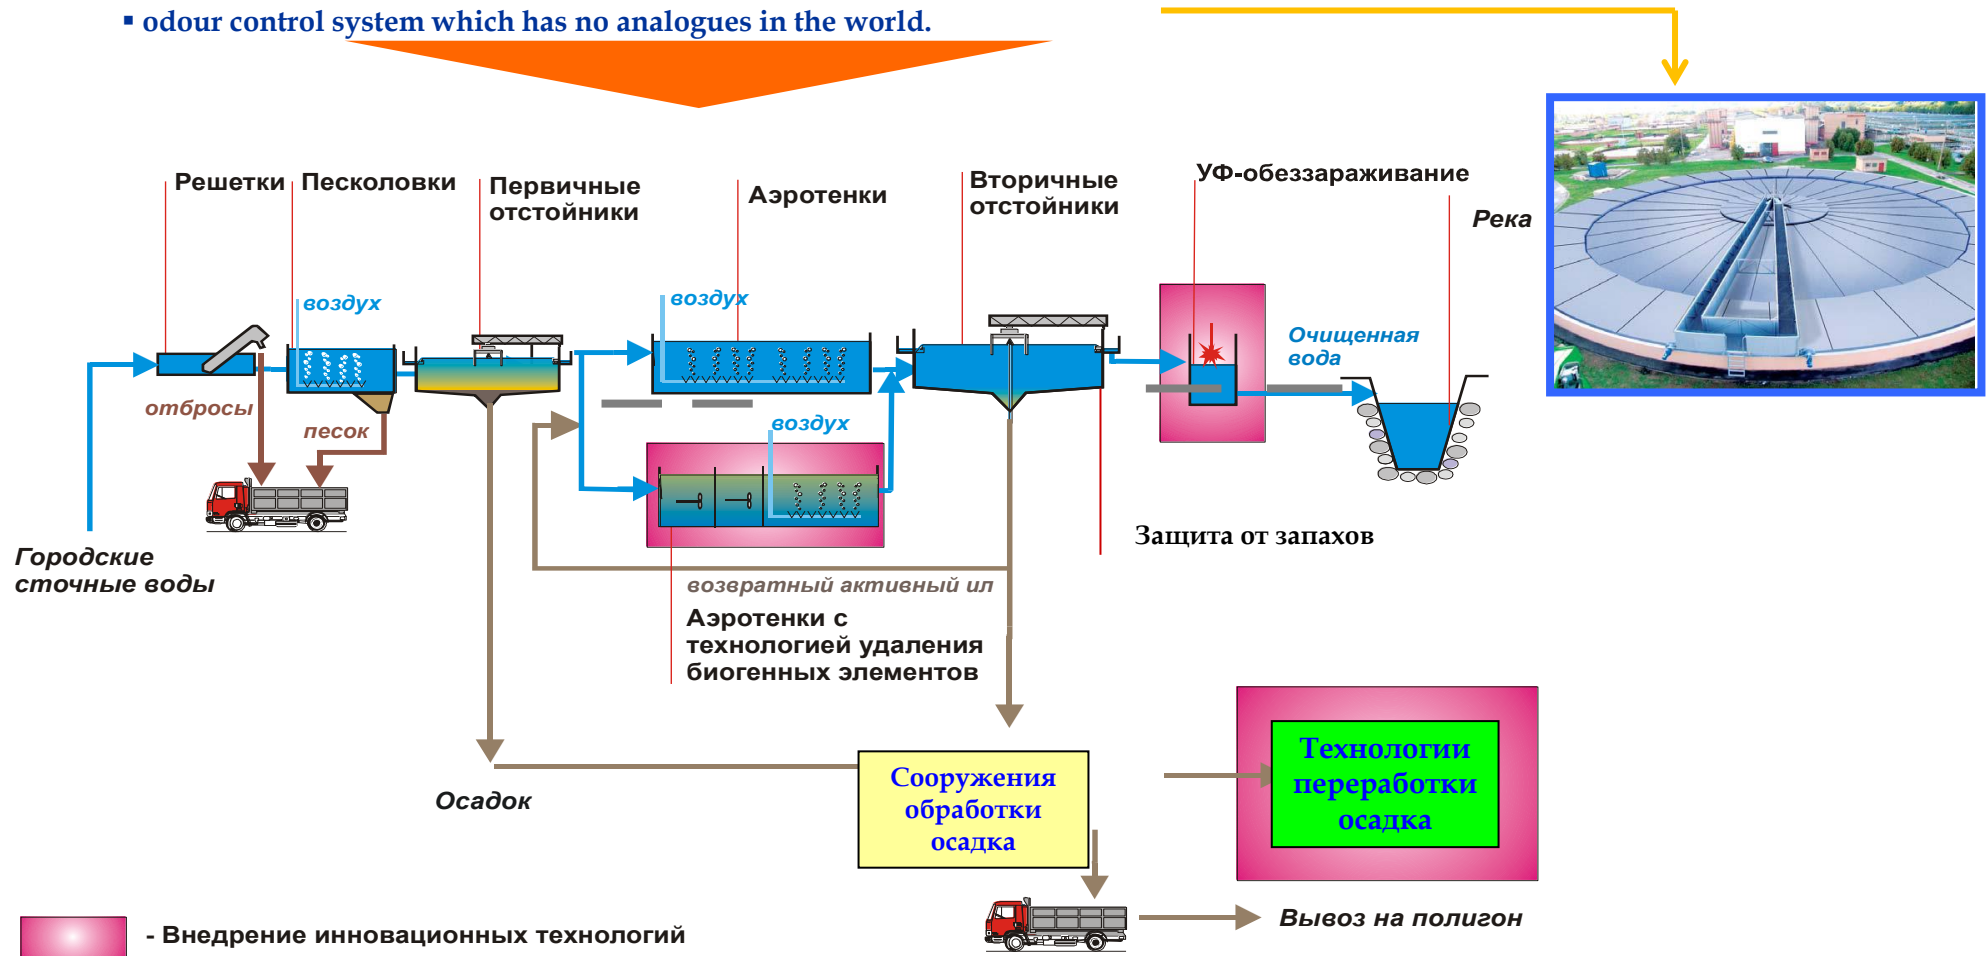 ▪ odour control system which has no analogues in the world.
Решетки
Песколовки
Первичные
отстойники
Аэротенки
Вторичные
отстойники
УФ-обеззараживание
Река
воздух
воздух
Очищенная
вода
отбросы
песок
воздух
Городские
сточные воды
Защита от запахов
возвратный активный ил
Аэротенки с
технологией удаления
биогенных элементов
Осадок
Сооружения
обработки
осадка
Технологии
переработки
осадка
Вывоз на полигон
- Внедрение инновационных технологий